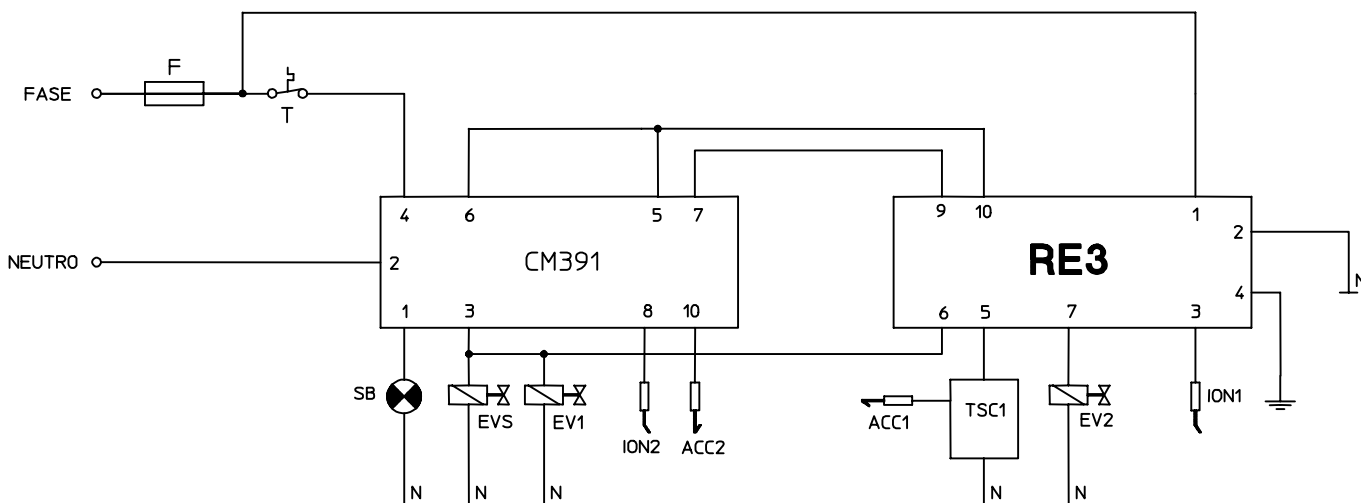 F
FASE
T
4 6 5 7
9 10 1
2
NEUTRO
2
CM391
RE3
N
4
1 3 8 10
6 5 7 3
SB
EVS
EV1
ION2
ACC2
ACC1
TSC1
EV2
ION1
N N N N N